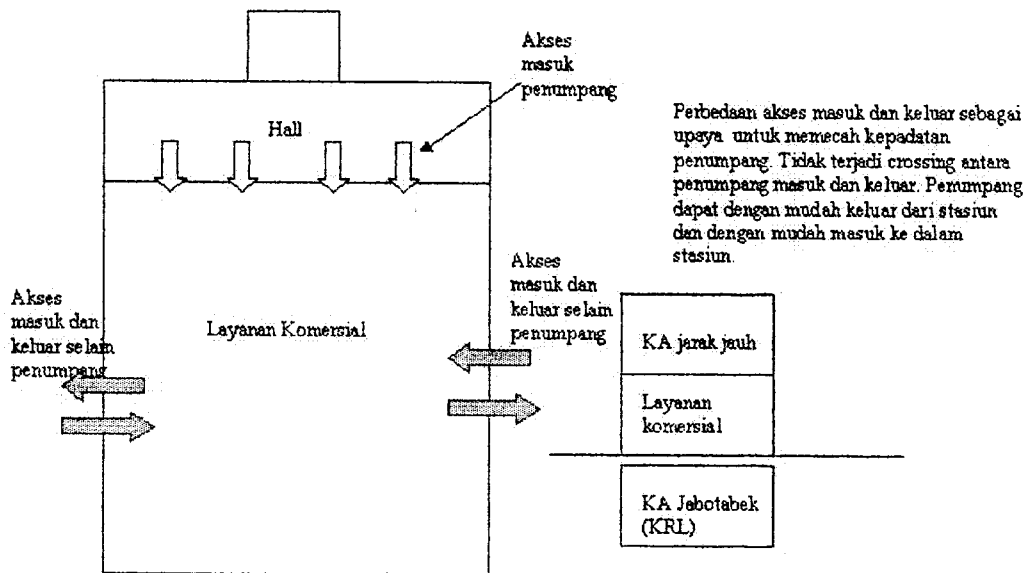 Akses
masuk
penumpang
Hall
Perbedaan akses masuk dan keluar sebagai
upaya untuk memecah kepadatan
penumpang. Tidak terjadi crossing antara
penumpang masuk dan keluar. Penumpang
dapat dengan mudah keluar dari stasiun
dan dengan mudah masuk ke dalam
stasiun.
Akses
masuk dan
keluar selain
penumpang
Layanan Komersial
Akses
masuk dan
keluar selain
penumpang
KA jarak jauh
Layanan
komersial
KA Jabotabek
(KRL)